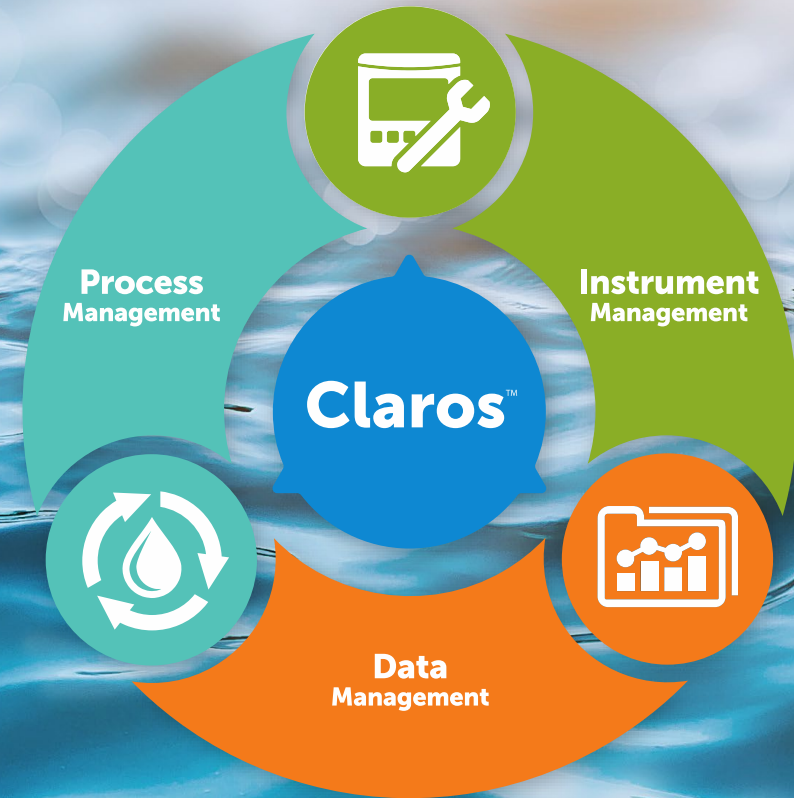 Process
Management
Instrument
Management
Claros™
Data
Management